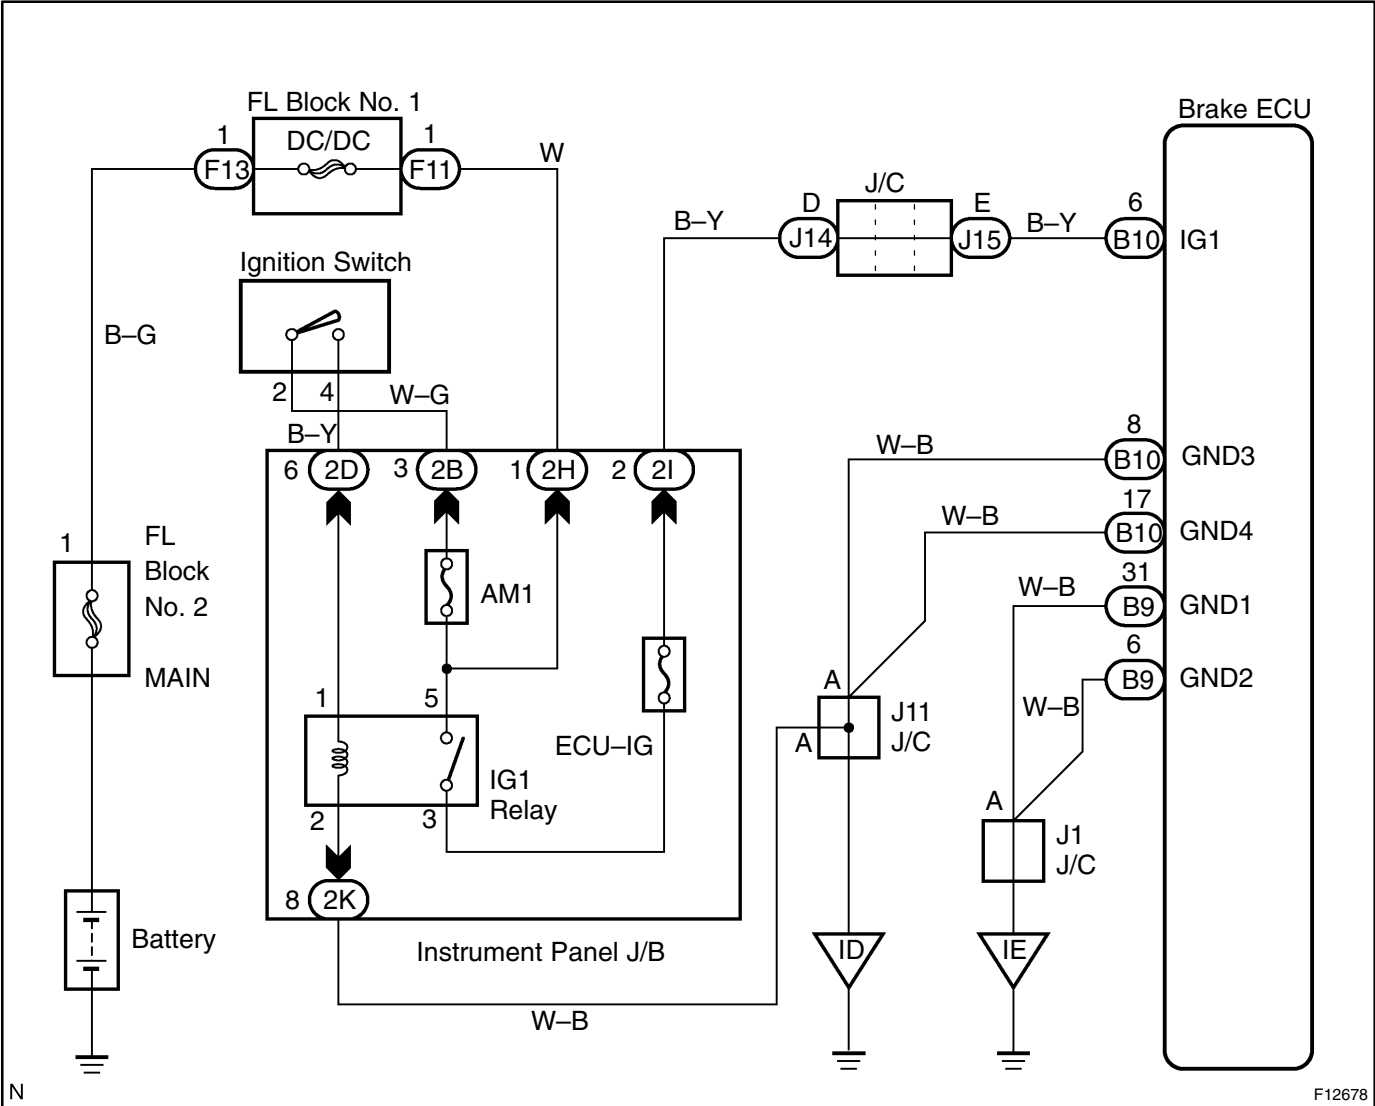 FL Block No. 1
Brake ECU
1
DC/DC
1
F13
F11
W
J/C
D
E
6
B–Y
B–Y
J14
J15
B10
IG1
Ignition Switch
B–G
2
4
W–G
B–Y
6
2D
3
2B
1
2H
2
2I
8
W–B
B10
GND3
17
W–B
B10
GND4
31
W–B
B9
GND1
6
B9
GND2
W–B
1
FL
Block
No. 2
MAIN
AM1
A
J11
J/C
A
1
5
ECU–IG
IG1
Relay
2
3
A
J1
J/C
8
2K
Battery
Instrument Panel J/B
ID
IE
W–B
N
F12678